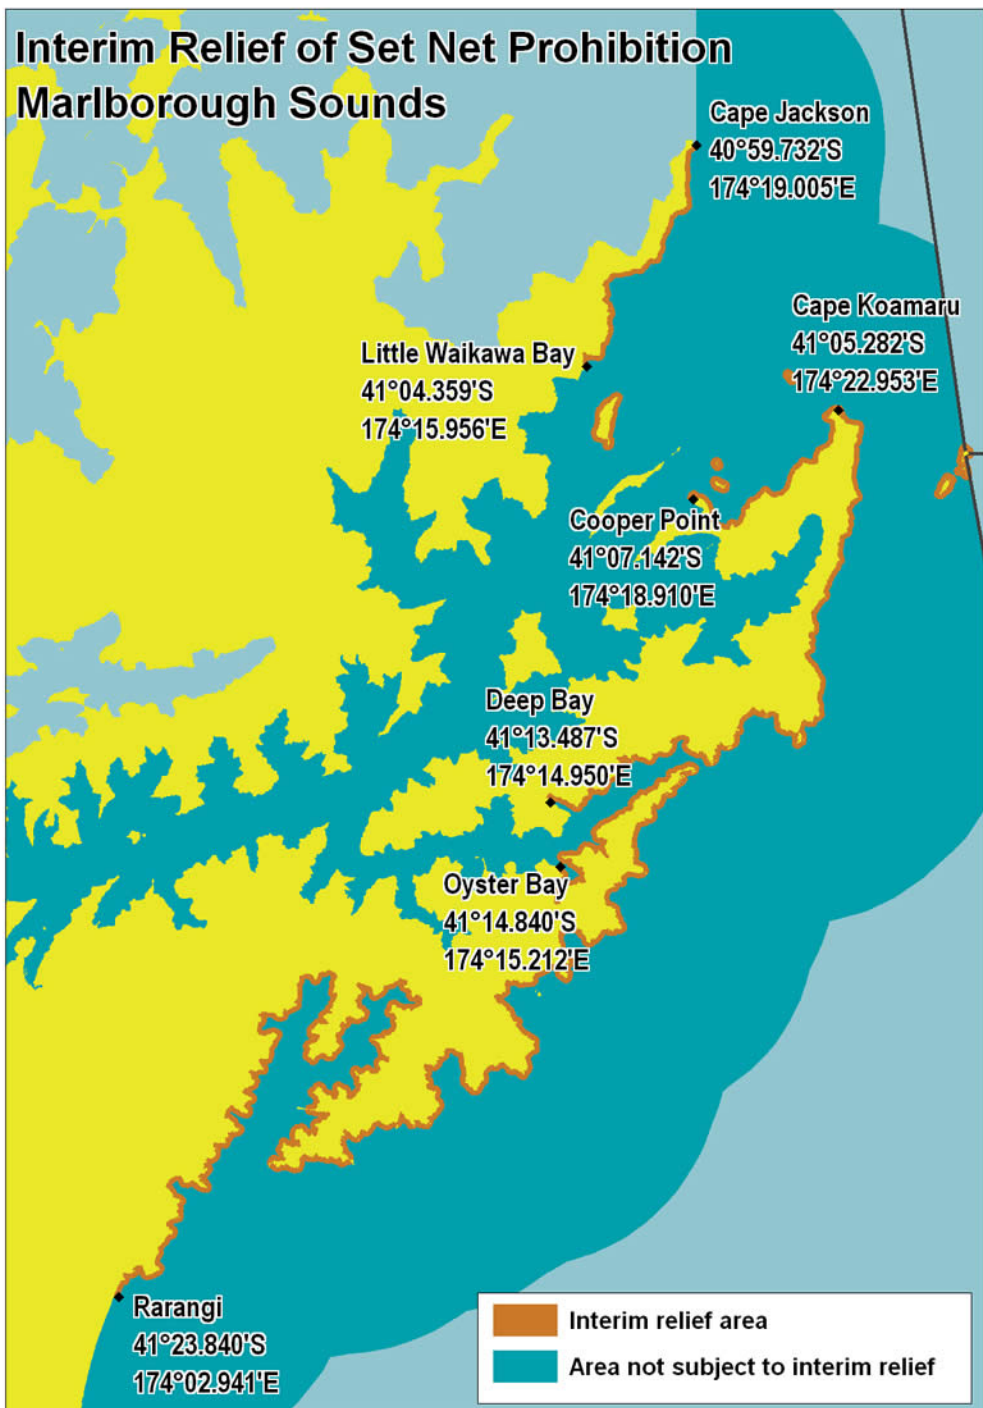 Interim Relief of Set Net Prohibition
Marlborough Sounds
Cape Jackson
40°59.732'S
174°19.005'E
Cape Koamaru
41°05.282'S
174°22.953'E
Little Waikawa Bay
41°04.359'S
174°15.956'E
Cooper Point
41°07.142'S
174°18.910'E
Deep Bay
41°13.487'S
174°14.950'E
Oyster Bay
41°14.840'S
174°15.212'E
Rarangi
41°23.840'S
174°02.941'E
Interim relief area
Area not subject to interim relief